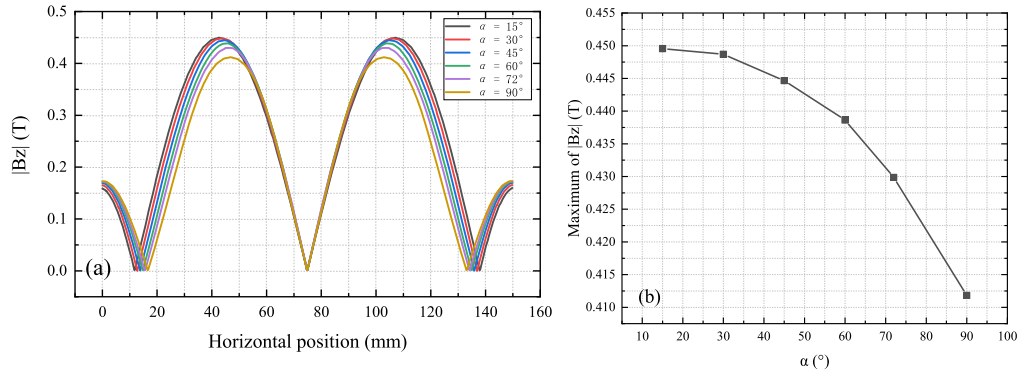 0.5
0.4
0.3
0.2
0.1
0.0
|Bz| (T)
α = 15°
α = 30°
α = 45°
α = 60°
α = 72°
α = 90°
(a)
0 20 40 60 80 100 120 140 160
Horizontal position (mm)
0.455
0.450
0.445
0.440
0.435
0.430
0.425
0.420
0.415
0.410
Maximum of |Bz| (T)
(b)
10 20 30 40 50 60 70 80 90 100
α (°)